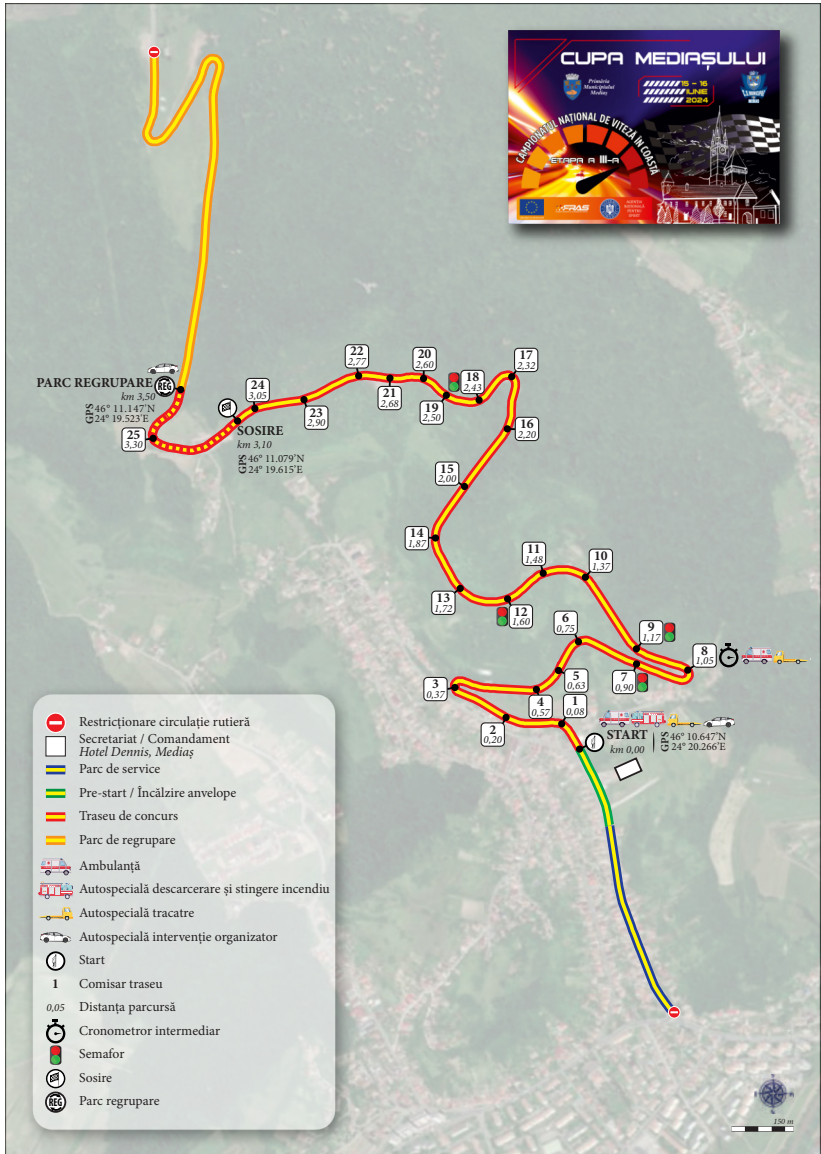 CUPA MEDIAȘULUI
Primăria
Municipiului
Mediaș
15 - 16
IUNIE
2024
CAMPIONATUL NAȚIONAL DE VITEZĂ ÎN COASTĂ
ETAPA A III-A
FRAS
AGENȚIA
NAȚIONALĂ
PENTRU
SPORT
22
2,77
20
2,60
18
2,43
17
2,32
PARC REGRUPARE
REG
km 3,50
GPS
46° 11.147'N
24° 19.523'E
24
3,05
21
2,68
19
2,50
23
2,90
16
2,20
SOSIRE
km 3,10
GPS
46° 11.079'N
24° 19.615'E
25
3,30
15
2,00
14
1,87
11
1,48
10
1,37
13
1,72
12
1,60
6
0,75
9
1,17
8
1,05
3
0,37
5
0,63
7
0,90
4
0,57
1
0,08
2
0,20
START
km 0,00
GPS
46° 10.647'N
24° 20.266'E
Restricționare circulație rutieră
Secretariat / Comandament
Hotel Dennis, Mediaș
Parc de service
Pre-start / Încălzire anvelope
Traseu de concurs
Parc de regrupare
Ambulanță
Autospecială descarcerare și stingere incendiu
Autospecială tracatre
Autospecială intervenție organizator
Start
1 Comisar traseu
0,05 Distanța parcursă
Cronometror intermediar
Semafor
Sosire
REG Parc regrupare
150 m